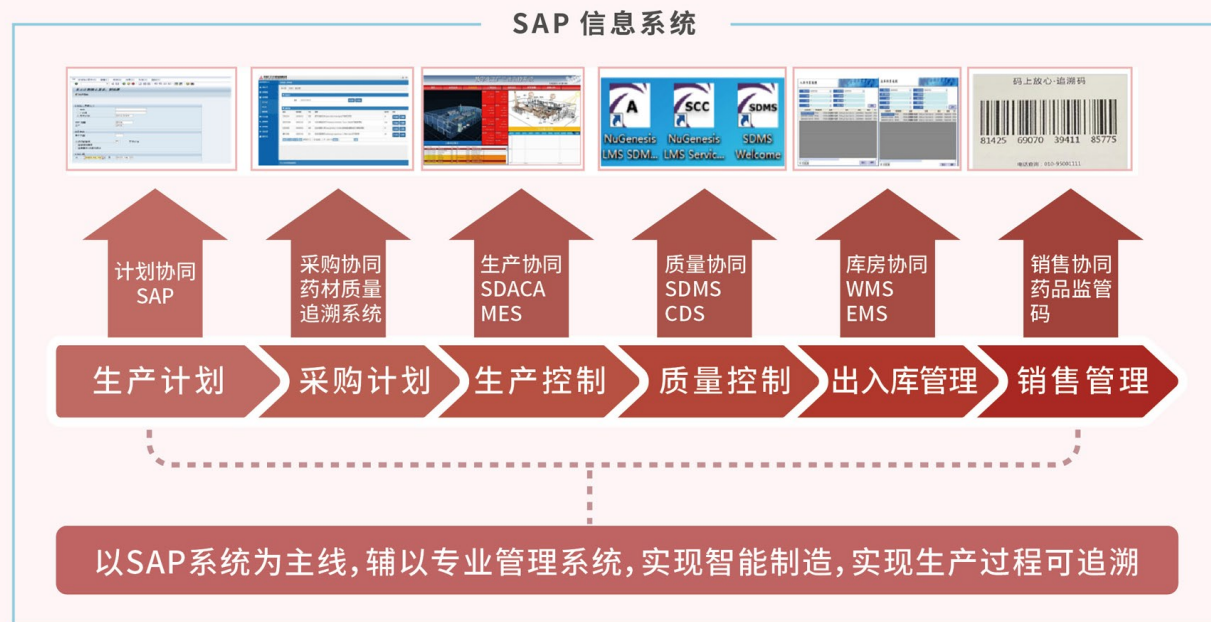 SAP 信息系统
A
SCC
SDMS
NuGenesis
LMS SDM...
NuGenesis
LMS Servic...
SDMS
Welcome
码上放心·追溯码
81425 69070 39411 85775
计划协同
SAP
采购协同
药材质量
追溯系统
生产协同
SDACA
MES
质量协同
SDMS
CDS
库房协同
WMS
EMS
销售协同
药品监管
码
生产计划
采购计划
生产控制
质量控制
出入库管理
销售管理
以SAP系统为主线,辅以专业管理系统,实现智能制造,实现生产过程可追溯